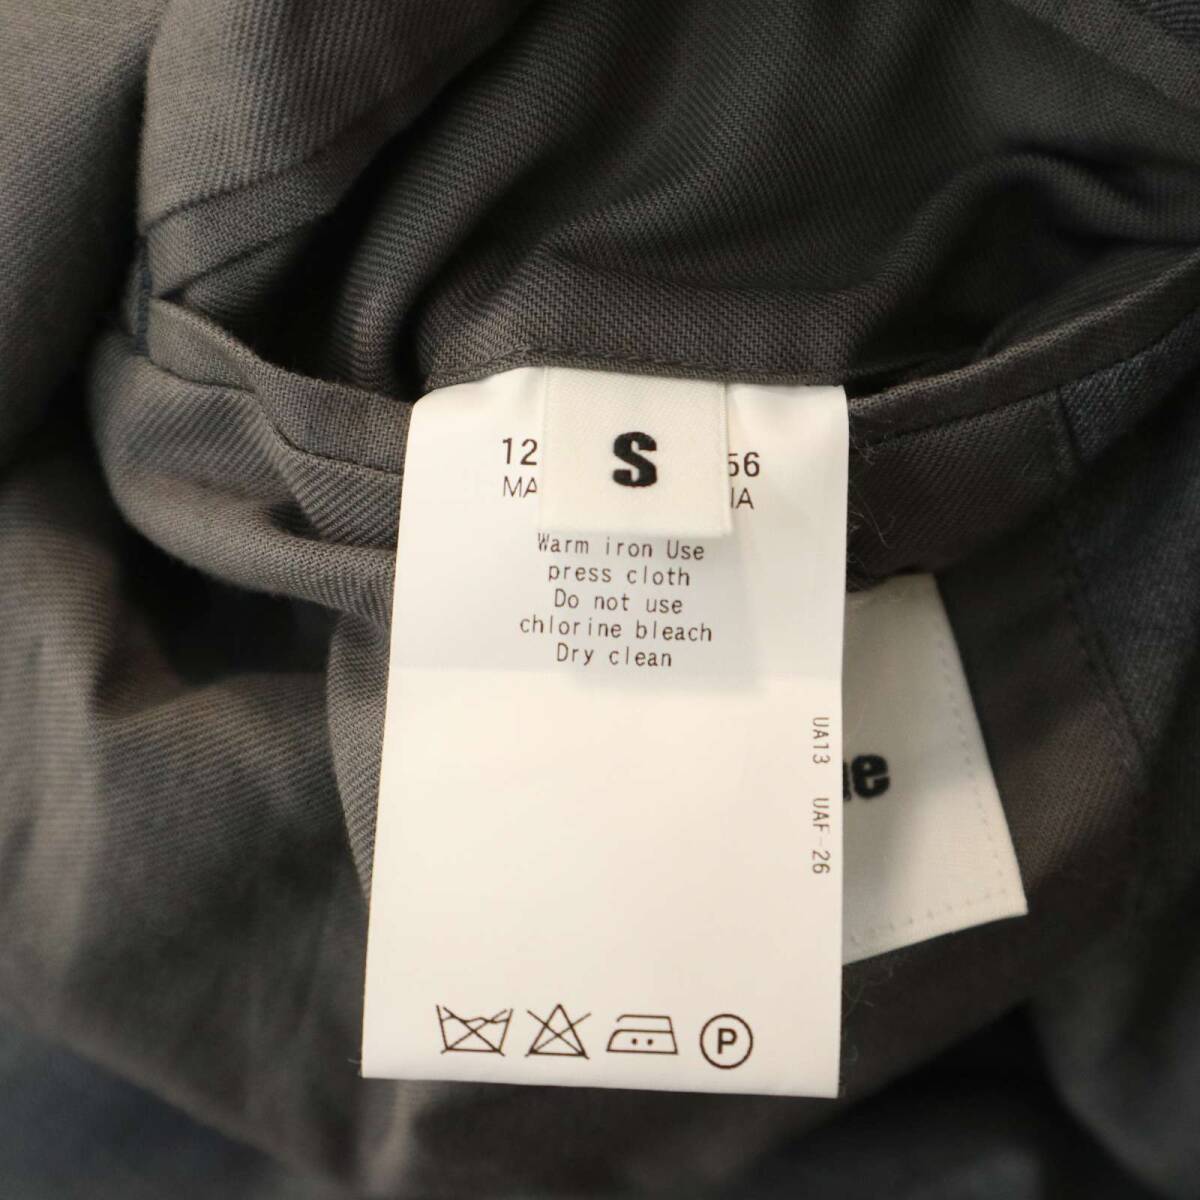 S
12 56
MA IA
Warm iron Use
press cloth
Do not use
chlorine bleach
Dry clean
UA13 UAF-26
P